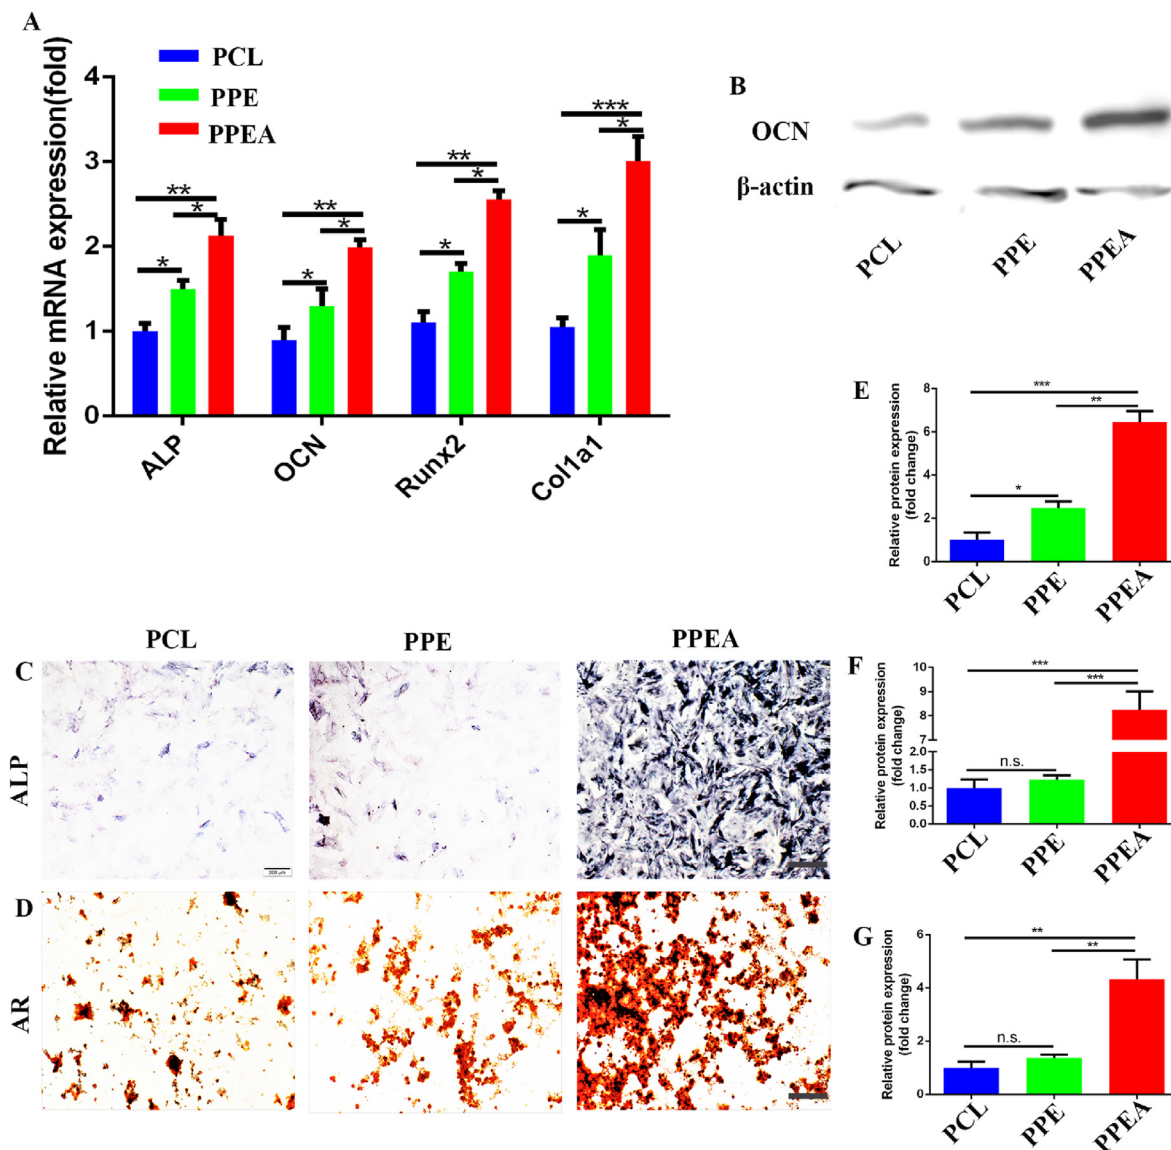 A
Relative mRNA expression(fold)
PCL
PPE
PPEA
4
3
2
1
0
**
*
*
**
*
*
**
*
*
***
*
*
ALP
OCN
Runx2
Col1a1
B
OCN
β-actin
PCL
PPE
PPEA
E
Relative protein expression
(fold change)
8
6
4
2
0
***
**
*
PCL
PPE
PPEA
PCL
PPE
PPEA
C
ALP
200 μm
F
Relative protein expression
(fold change)
10
9
8
7
2.0
1.5
1.0
0.5
0.0
***
***
n.s.
PCL
PPE
PPEA
D
AR
G
Relative protein expression
(fold change)
6
4
2
0
**
**
n.s.
PCL
PPE
PPEA